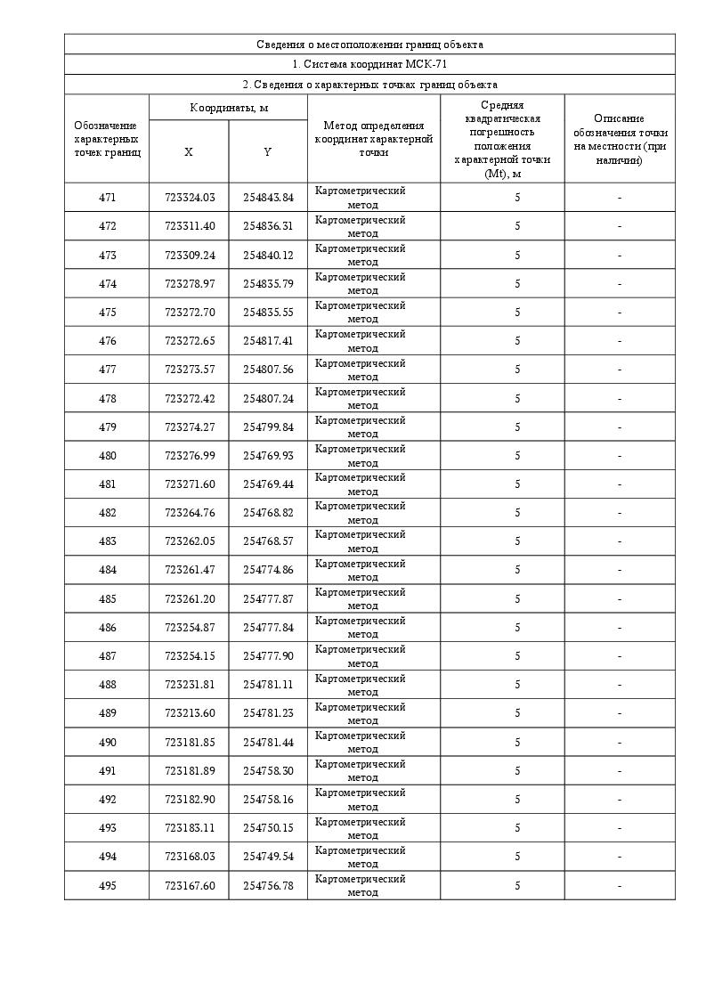 Сведения о местоположении границ объекта
1. Система координат МСК-71
2. Сведения о характерных точках границ объекта
Обозначение
характерных
точек границ
Координаты, м
X
Y
Метод определения
координат характерной
точки
Средняя
квадратическая
погрешность
положения
характерной точки
(Mt), м
Описание
обозначения точки
на местности (при
наличии)
471 723324.03 254843.84 Картометрический
метод 5 -
472 723311.40 254836.31 Картометрический
метод 5 -
473 723309.24 254840.12 Картометрический
метод 5 -
474 723278.97 254835.79 Картометрический
метод 5 -
475 723272.70 254835.55 Картометрический
метод 5 -
476 723272.65 254817.41 Картометрический
метод 5 -
477 723273.57 254807.56 Картометрический
метод 5 -
478 723272.42 254807.24 Картометрический
метод 5 -
479 723274.27 254799.84 Картометрический
метод 5 -
480 723276.99 254769.93 Картометрический
метод 5 -
481 723271.60 254769.44 Картометрический
метод 5 -
482 723264.76 254768.82 Картометрический
метод 5 -
483 723262.05 254768.57 Картометрический
метод 5 -
484 723261.47 254774.86 Картометрический
метод 5 -
485 723261.20 254777.87 Картометрический
метод 5 -
486 723254.87 254777.84 Картометрический
метод 5 -
487 723254.15 254777.90 Картометрический
метод 5 -
488 723231.81 254781.11 Картометрический
метод 5 -
489 723213.60 254781.23 Картометрический
метод 5 -
490 723181.85 254781.44 Картометрический
метод 5 -
491 723181.89 254758.30 Картометрический
метод 5 -
492 723182.90 254758.16 Картометрический
метод 5 -
493 723183.11 254750.15 Картометрический
метод 5 -
494 723168.03 254749.54 Картометрический
метод 5 -
495 723167.60 254756.78 Картометрический
метод 5 -